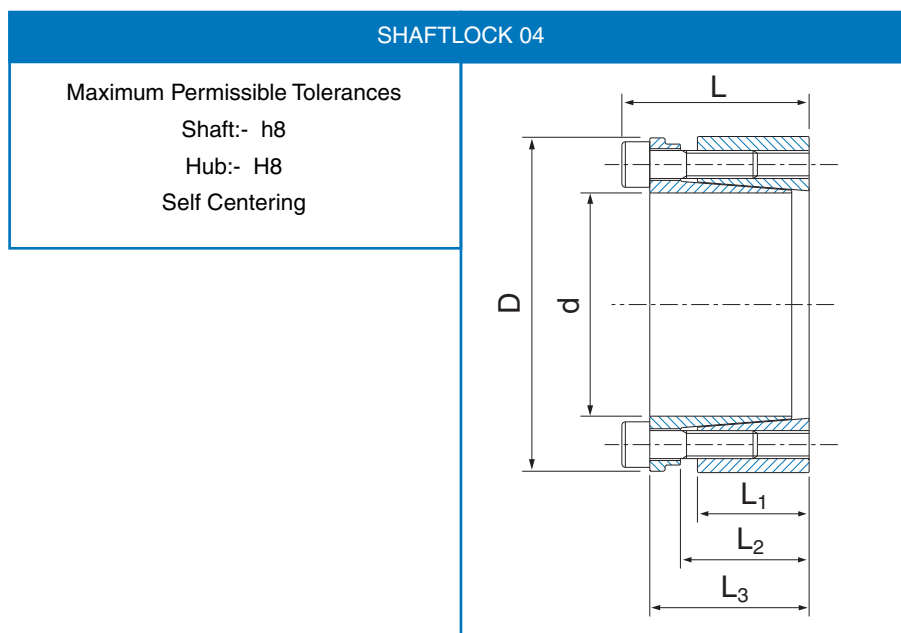 SHAFTLOCK 04
Maximum Permissible Tolerances
Shaft:- h8
Hub:- H8
Self Centering
L
D
d
L₁
L₂
L₃